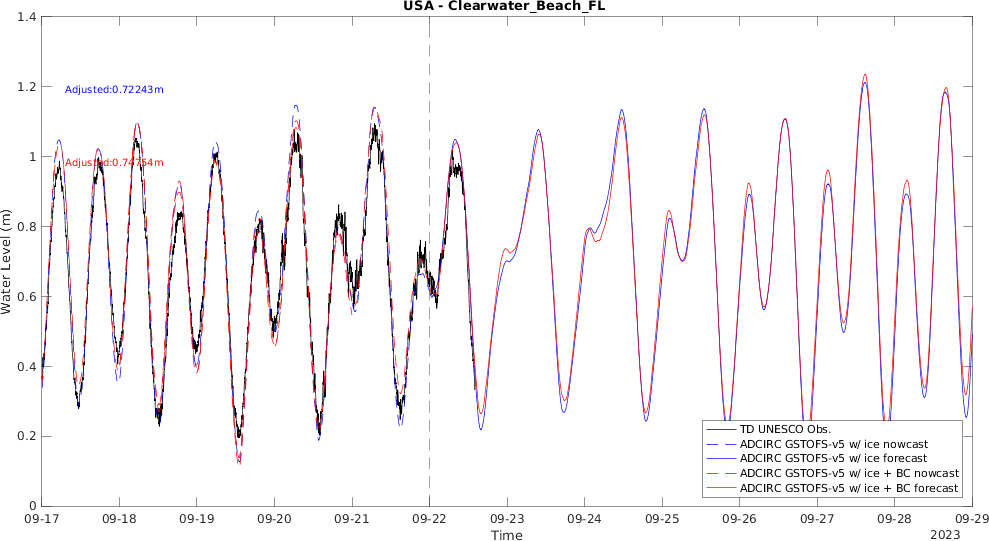 USA - Clearwater_Beach_FL
1.4
1.2
1
0.8
0.6
0.4
0.2
0
Water Level (m)
Adjusted:0.72243m
Adjusted:0.74754m
TD UNESCO Obs.
ADCIRC GSTOFS-v5 w/ ice nowcast
ADCIRC GSTOFS-v5 w/ ice forecast
ADCIRC GSTOFS-v5 w/ ice + BC nowcast
ADCIRC GSTOFS-v5 w/ ice + BC forecast
09-17 09-18 09-19 09-20 09-21 09-22 09-23 09-24 09-25 09-26 09-27 09-28 09-29
Time
2023